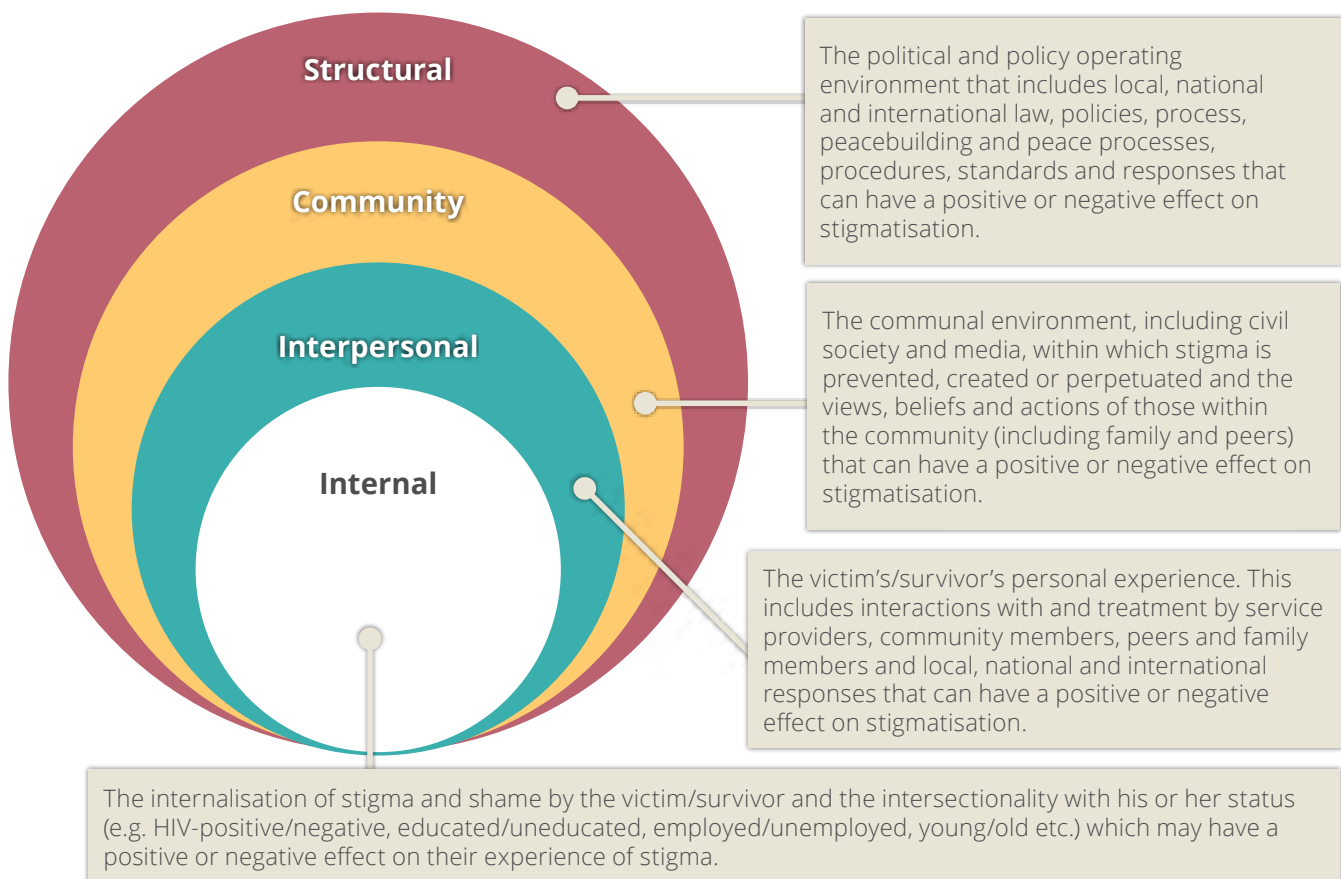 Structural
The political and policy operating
environment that includes local, national
and international law, policies, process,
peacebuilding and peace processes,
procedures, standards and responses that
can have a positive or negative effect on
stigmatisation.
Community
The communal environment, including civil
society and media, within which stigma is
prevented, created or perpetuated and the
views, beliefs and actions of those within
the community (including family and peers)
that can have a positive or negative effect on
stigmatisation.
Interpersonal
The victim’s/survivor’s personal experience. This
includes interactions with and treatment by service
providers, community members, peers and family
members and local, national and international
responses that can have a positive or negative
effect on stigmatisation.
Internal
The internalisation of stigma and shame by the victim/survivor and the intersectionality with his or her status
(e.g. HIV-positive/negative, educated/uneducated, employed/unemployed, young/old etc.) which may have a
positive or negative effect on their experience of stigma.